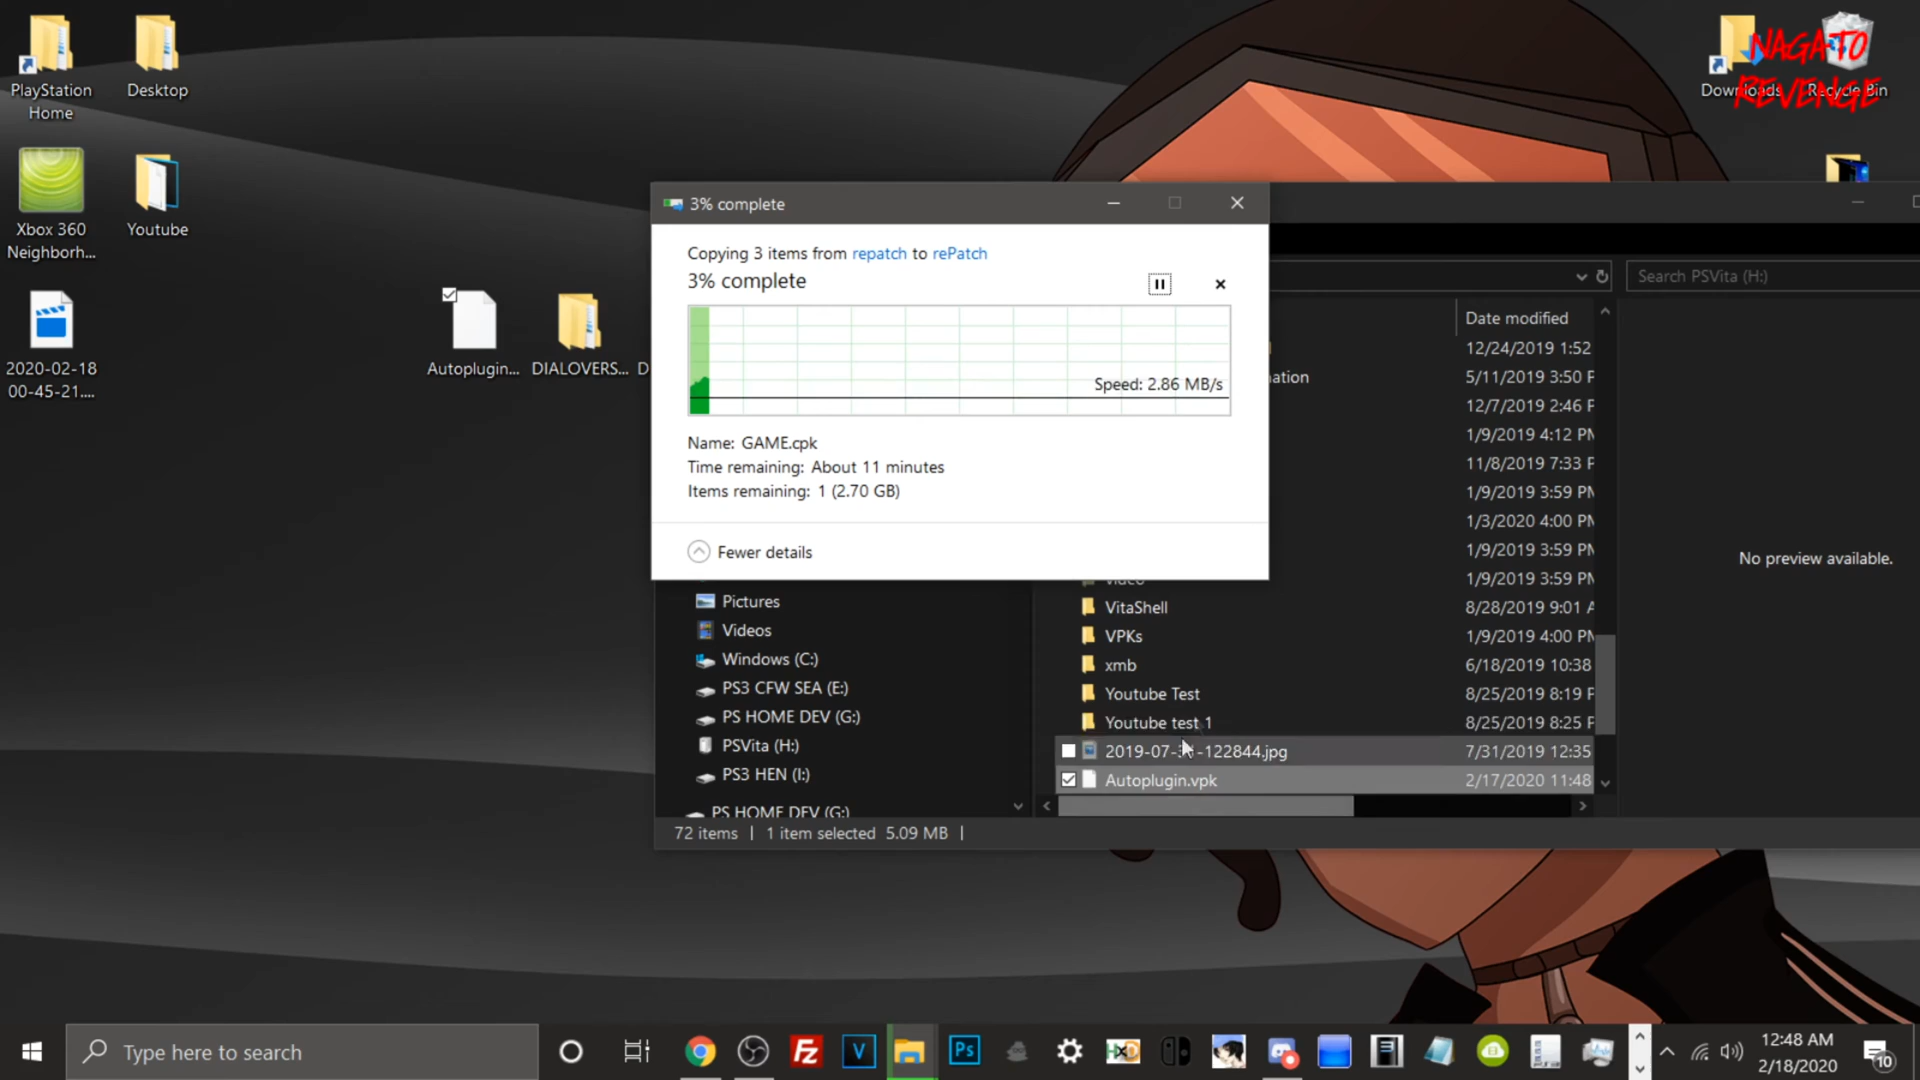 PlayStation
Home
Desktop
Xbox 360
Neighborh...
Youtube
2020-02-18
00-45-21....
Autoplugin...
DIALOVERS...
D
Downloads
Recycle Bin
NAGATO
REVENGE
3% complete
Copying 3 items from repatch to rePatch
3% complete
Speed: 2.86 MB/s
Name: GAME.cpk
Time remaining: About 11 minutes
Items remaining: 1 (2.70 GB)
Fewer details
Search PSVita (H:)
Date modified
12/24/2019 1:52
ation 5/11/2019 3:50 P
12/7/2019 2:46 P
1/9/2019 4:12 PM
11/8/2019 7:33 P
1/9/2019 3:59 PM
1/3/2020 4:00 PM
1/9/2019 3:59 PM
video 1/9/2019 3:59 PM
VitaShell 8/28/2019 9:01 A
VPKs 1/9/2019 4:00 PM
xmb 6/18/2019 10:38
Youtube Test 8/25/2019 8:19 P
Youtube test 1 8/25/2019 8:25 P
2019-07-31-122844.jpg 7/31/2019 12:35
Autoplugin.vpk 2/17/2020 11:48
No preview available.
Pictures
Videos
Windows (C:)
PS3 CFW SEA (E:)
PS HOME DEV (G:)
PSVita (H:)
PS3 HEN (I:)
PS HOME DEV (G:)
72 items | 1 item selected 5.09 MB |
Type here to search
Fz
V
Ps
HxD
12:48 AM
2/18/2020
10